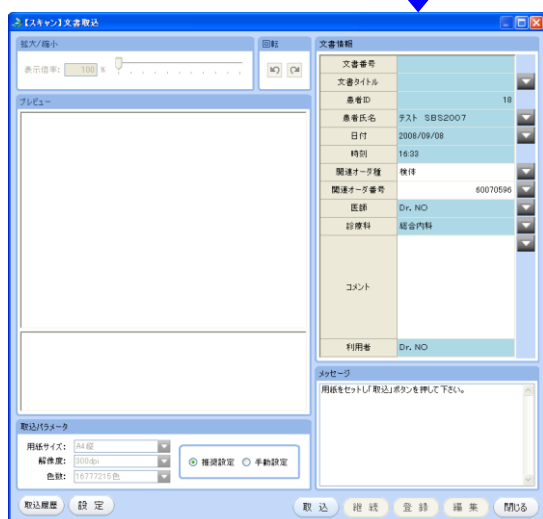 【スキャン】文書取込
拡大/縮小
表示倍率: 100 %
回転
プレビュー
取込パラメータ
用紙サイズ: A4縦
解像度: 300dpi
色数: 16777215色
推奨設定 手動設定
文書情報
文書番号
文書タイトル
患者ID 18
患者氏名 テスト SBS2007
日付 2008/09/08
時刻 16:33
関連オーダ種 検体
関連オーダ番号 60070596
医師 Dr. NO
診療科 総合内科
コメント
利用者 Dr. NO
メッセージ
用紙をセットし「取込」ボタンを押して下さい。
取込履歴 設 定 取 込 継 続 登 録 編 集 閉じる